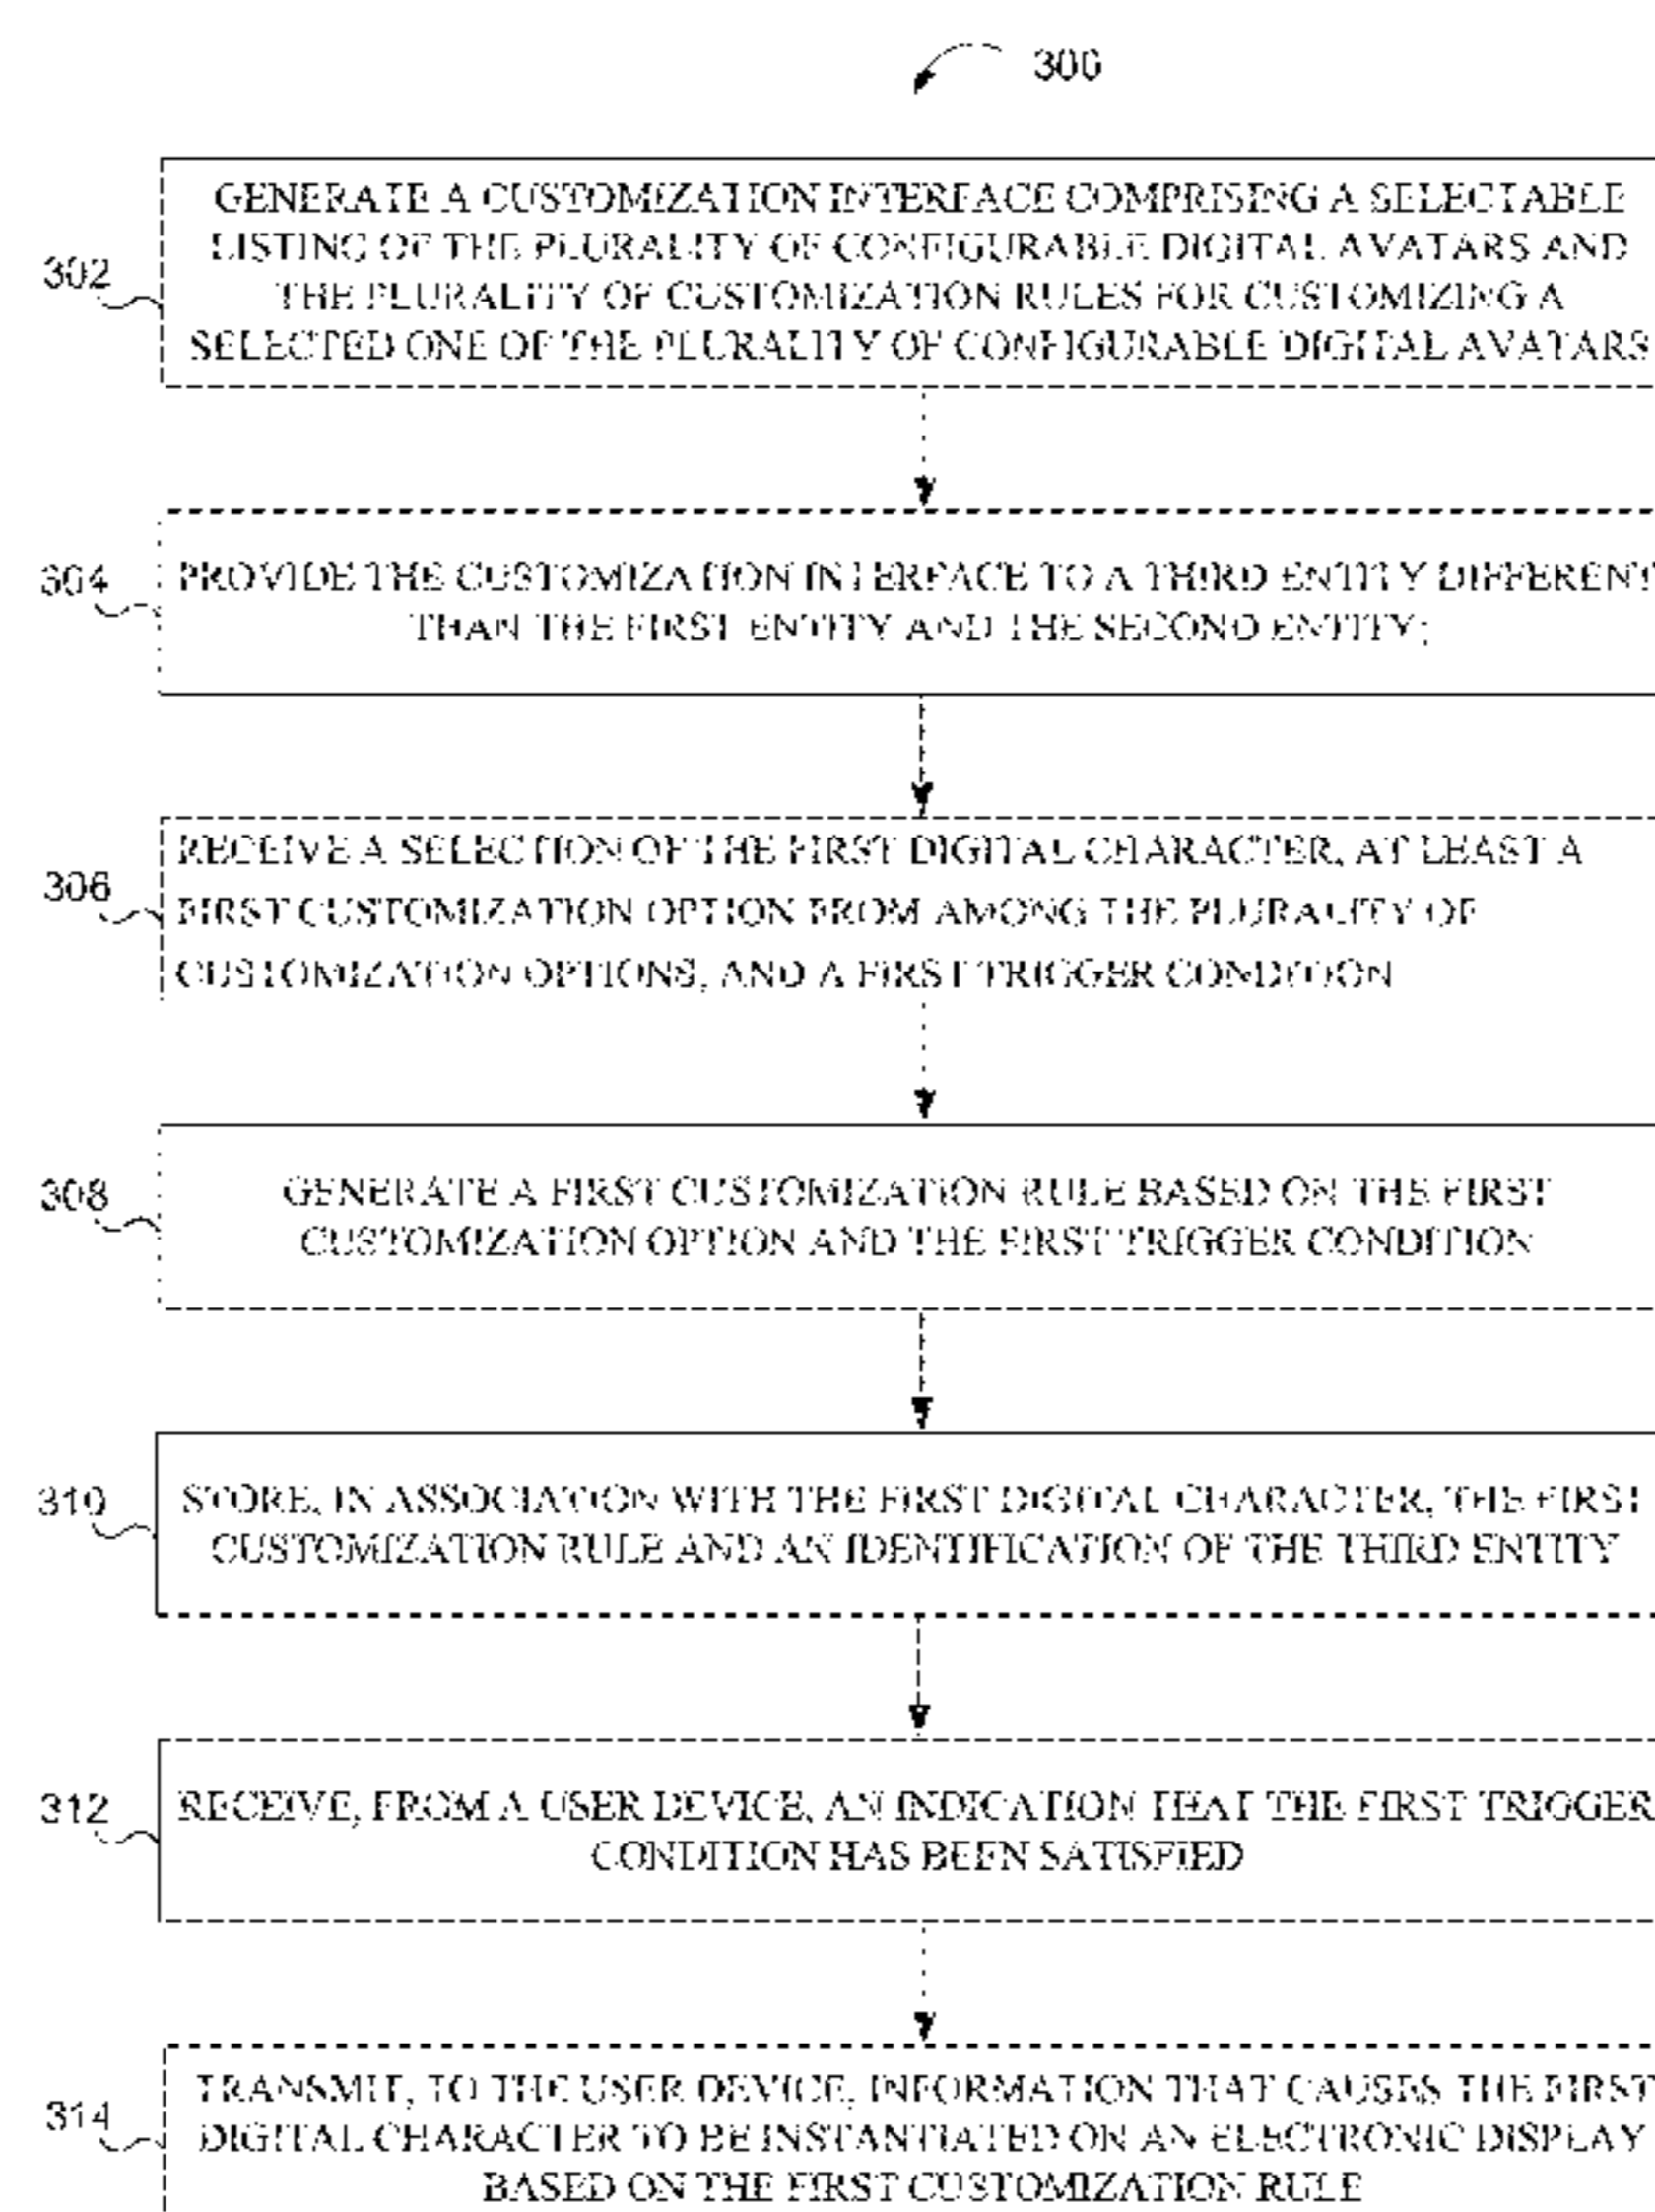 300
GENERATE A CUSTOMIZATION INTERFACE COMPRISING A SELECTABLE
LISTING OF THE PLURALITY OF CONFIGURABLE DIGITAL AVATARS AND
302
THE PLURALITY OF CUSTOMIZATION RULES FOR CUSTOMIZING A
SELECTED ONE OF THE PLURALITY OF CONFIGURABLE DIGITAL AVATARS
304
PROVIDE THE CUSTOMIZATION INTERFACE TO A THIRD ENTITY DIFFERENT
THAN THE FIRST ENTITY AND THE SECOND ENTITY;
306
RECEIVE A SELECTION OF THE FIRST DIGITAL CHARACTER, AT LEAST A
FIRST CUSTOMIZATION OPTION FROM AMONG THE PLURALITY OF
CUSTOMIZATION OPTIONS, AND A FIRST TRIGGER CONDITION
308
GENERATE A FIRST CUSTOMIZATION RULE BASED ON THE FIRST
CUSTOMIZATION OPTION AND THE FIRST TRIGGER CONDITION
310
STORE, IN ASSOCIATION WITH THE FIRST DIGITAL CHARACTER, THE FIRST
CUSTOMIZATION RULE AND AN IDENTIFICATION OF THE THIRD ENTITY
312
RECEIVE, FROM A USER DEVICE, AN INDICATION THAT THE FIRST TRIGGER
CONDITION HAS BEEN SATISFIED
314
TRANSMIT, TO THE USER DEVICE, INFORMATION THAT CAUSES THE FIRST
DIGITAL CHARACTER TO BE INSTANTIATED ON AN ELECTRONIC DISPLAY
BASED ON THE FIRST CUSTOMIZATION RULE